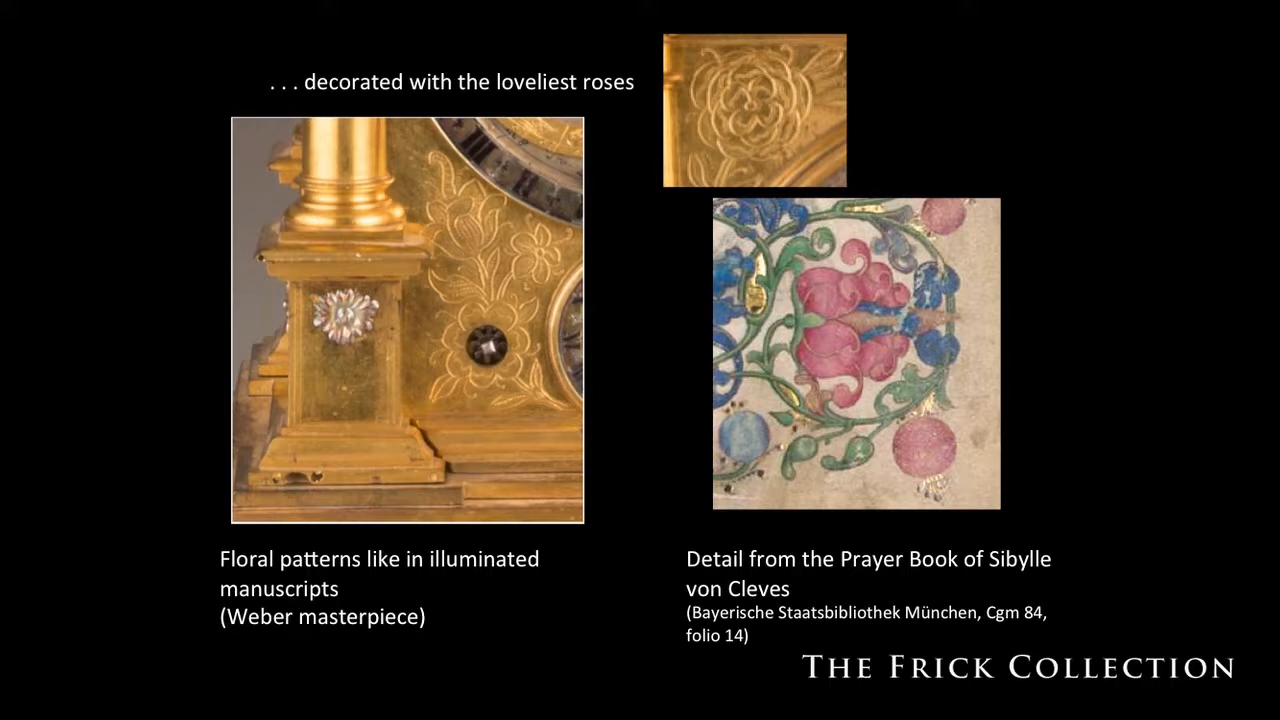 . . . decorated with the loveliest roses
Floral patterns like in illuminated
manuscripts
(Weber masterpiece)
Detail from the Prayer Book of Sibylle
von Cleves
(Bayerische Staatsbibliothek München, Cgm 84,
folio 14)
THE FRICK COLLECTION